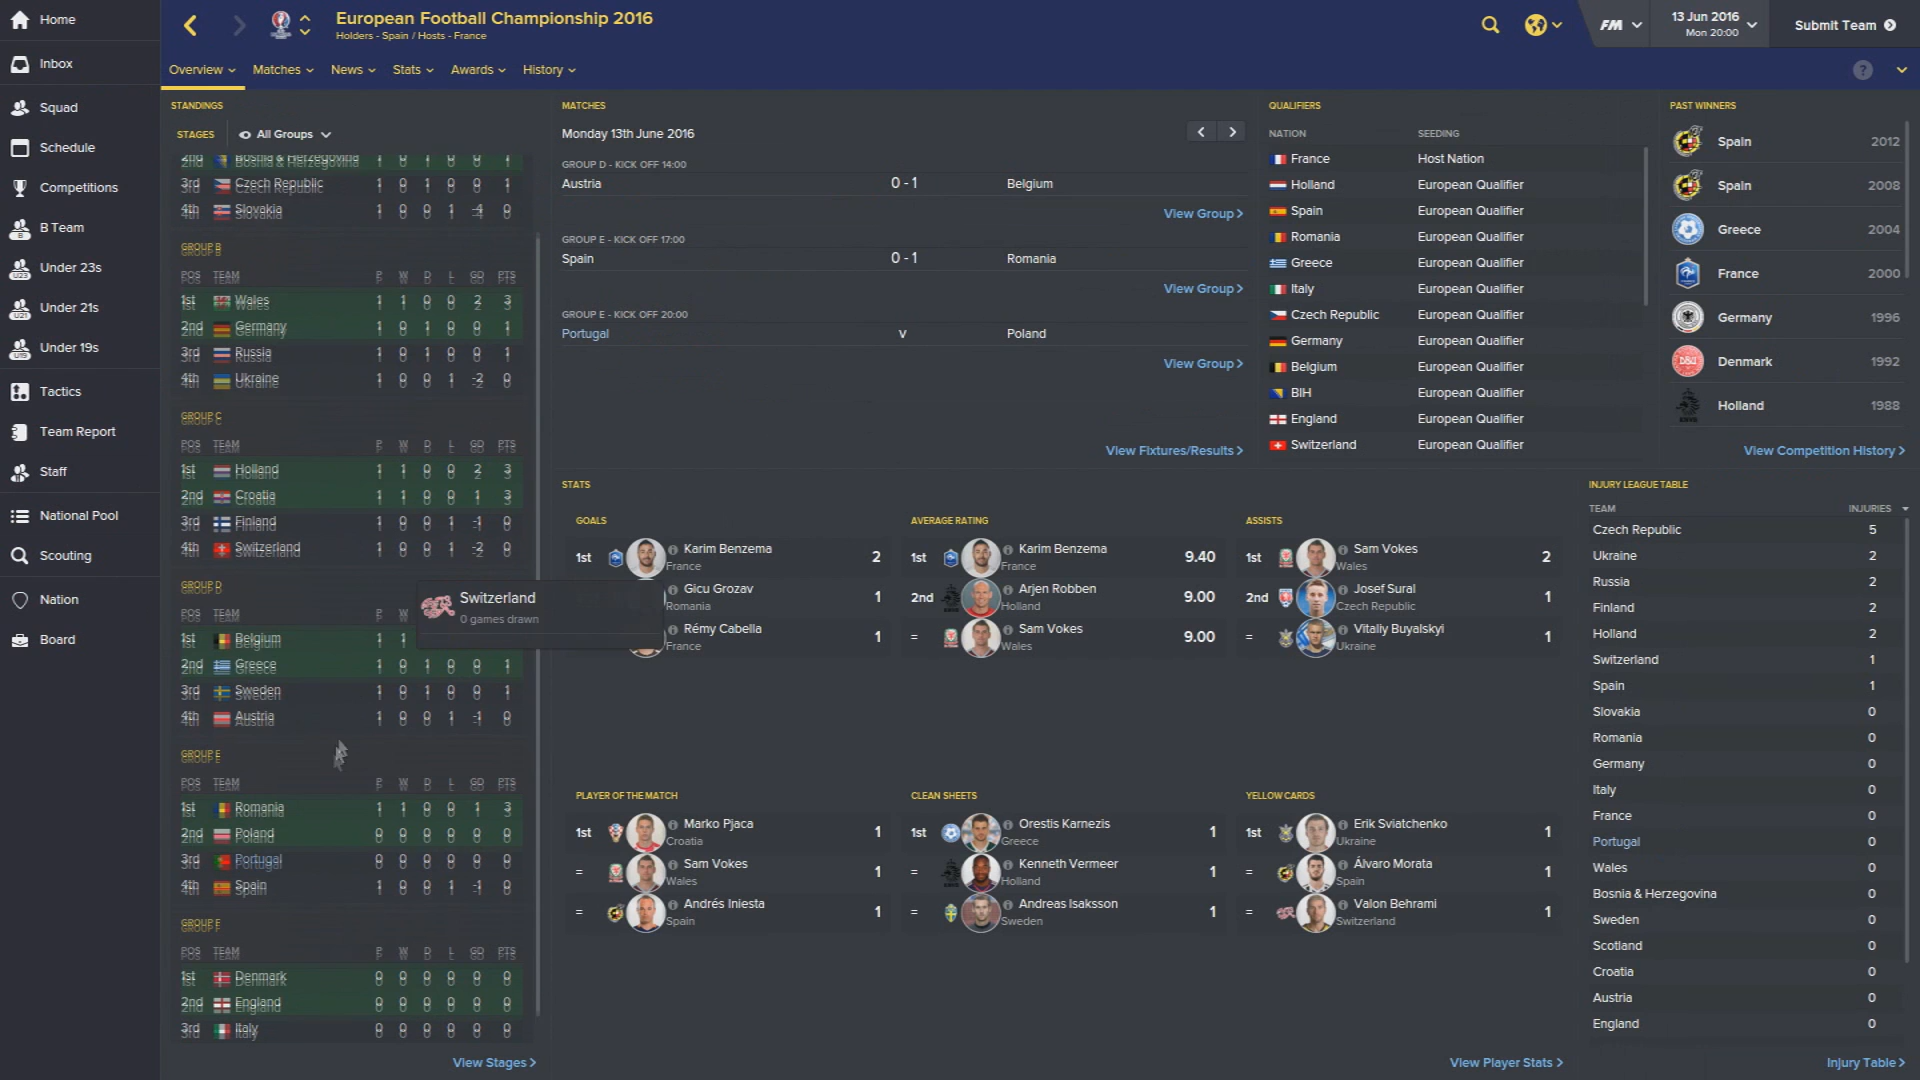 Home
Inbox
Squad
Schedule
Competitions
B Team
Under 23s
Under 21s
Under 19s
Tactics
Team Report
Staff
National Pool
Scouting
Nation
Board
European Football Championship 2016
Holders - Spain / Hosts - France
FM
13 Jun 2016
Mon 20:00
Submit Team
Overview Matches News Stats Awards History
?
STANDINGS
STAGES All Groups
2nd Bosnia & Herzegovina 1 0 1 0 0 1
3rd Czech Republic 1 0 1 0 0 1
4th Slovakia 1 0 0 1 -4 0
GROUP B
POS TEAM P W D L GD PTS
1st Wales 1 1 0 0 2 3
2nd Germany 1 0 1 0 0 1
3rd Russia 1 0 1 0 0 1
4th Ukraine 1 0 0 1 -2 0
GROUP C
POS TEAM P W D L GD PTS
1st Holland 1 1 0 0 2 3
2nd Croatia 1 1 0 0 1 3
3rd Finland 1 0 0 1 -1 0
4th Switzerland 1 0 0 1 -2 0
GROUP D
POS TEAM P W
1st Belgium 1 1
2nd Greece 1 0 1 0 0 1
3rd Sweden 1 0 1 0 0 1
4th Austria 1 0 0 1 -1 0
GROUP E
POS TEAM P W D L GD PTS
1st Romania 1 1 0 0 1 3
2nd Poland 0 0 0 0 0 0
3rd Portugal 0 0 0 0 0 0
4th Spain 1 0 0 1 -1 0
GROUP F
POS TEAM P W D L GD PTS
1st Denmark 0 0 0 0 0 0
2nd England 0 0 0 0 0 0
3rd Italy 0 0 0 0 0 0
View Stages >
Switzerland
0 games drawn
MATCHES
Monday 13th June 2016
GROUP D - KICK OFF 14:00
Austria 0 - 1 Belgium
View Group >
GROUP E - KICK OFF 17:00
Spain 0 - 1 Romania
View Group >
GROUP E - KICK OFF 20:00
Portugal v Poland
View Group >
View Fixtures/Results >
QUALIFIERS
NATION SEEDING
France Host Nation
Holland European Qualifier
Spain European Qualifier
Romania European Qualifier
Greece European Qualifier
Italy European Qualifier
Czech Republic European Qualifier
Germany European Qualifier
Belgium European Qualifier
BIH European Qualifier
England European Qualifier
Switzerland European Qualifier
PAST WINNERS
Spain 2012
Spain 2008
Greece 2004
France 2000
Germany 1996
Denmark 1992
Holland 1988
View Competition History >
STATS
GOALS
1st Karim Benzema 2
France
Gicu Grozav 1
Romania
Rémy Cabella 1
France
AVERAGE RATING
1st Karim Benzema 9.40
France
2nd Arjen Robben 9.00
Holland
= Sam Vokes 9.00
Wales
ASSISTS
1st Sam Vokes 2
Wales
2nd Josef Sural 1
Czech Republic
= Vitaliy Buyalskyi 1
Ukraine
PLAYER OF THE MATCH
1st Marko Pjaca 1
Croatia
= Sam Vokes 1
Wales
= Andrés Iniesta 1
Spain
CLEAN SHEETS
1st Orestis Karnezis 1
Greece
= Kenneth Vermeer 1
Holland
= Andreas Isaksson 1
Sweden
YELLOW CARDS
1st Erik Sviatchenko 1
Ukraine
= Álvaro Morata 1
Spain
= Valon Behrami 1
Switzerland
View Player Stats >
INJURY LEAGUE TABLE
TEAM INJURIES
Czech Republic 5
Ukraine 2
Russia 2
Finland 2
Holland 2
Switzerland 1
Spain 1
Slovakia 0
Romania 0
Germany 0
Italy 0
France 0
Portugal 0
Wales 0
Bosnia & Herzegovina 0
Sweden 0
Scotland 0
Croatia 0
Austria 0
England 0
Injury Table >